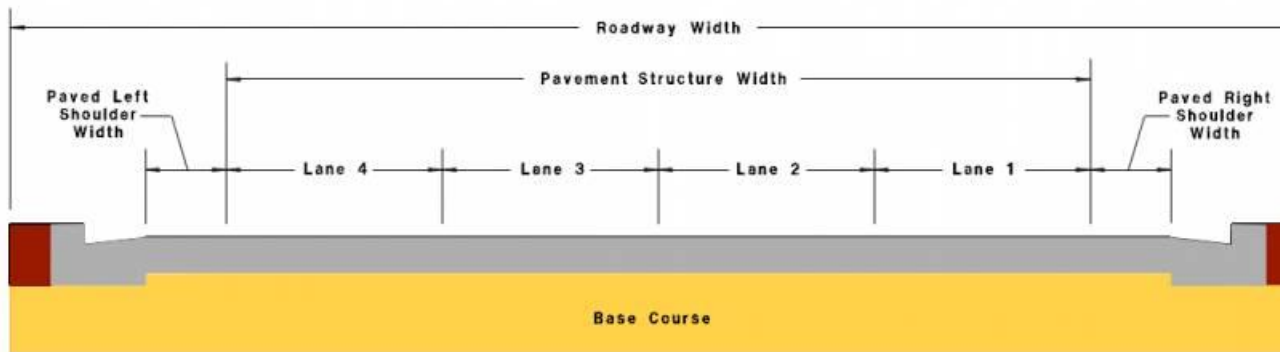 Roadway Width
Pavement Structure Width
Paved Left
Shoulder
Width
Paved Right
Shoulder
Width
Lane 4
Lane 3
Lane 2
Lane 1
Base Course